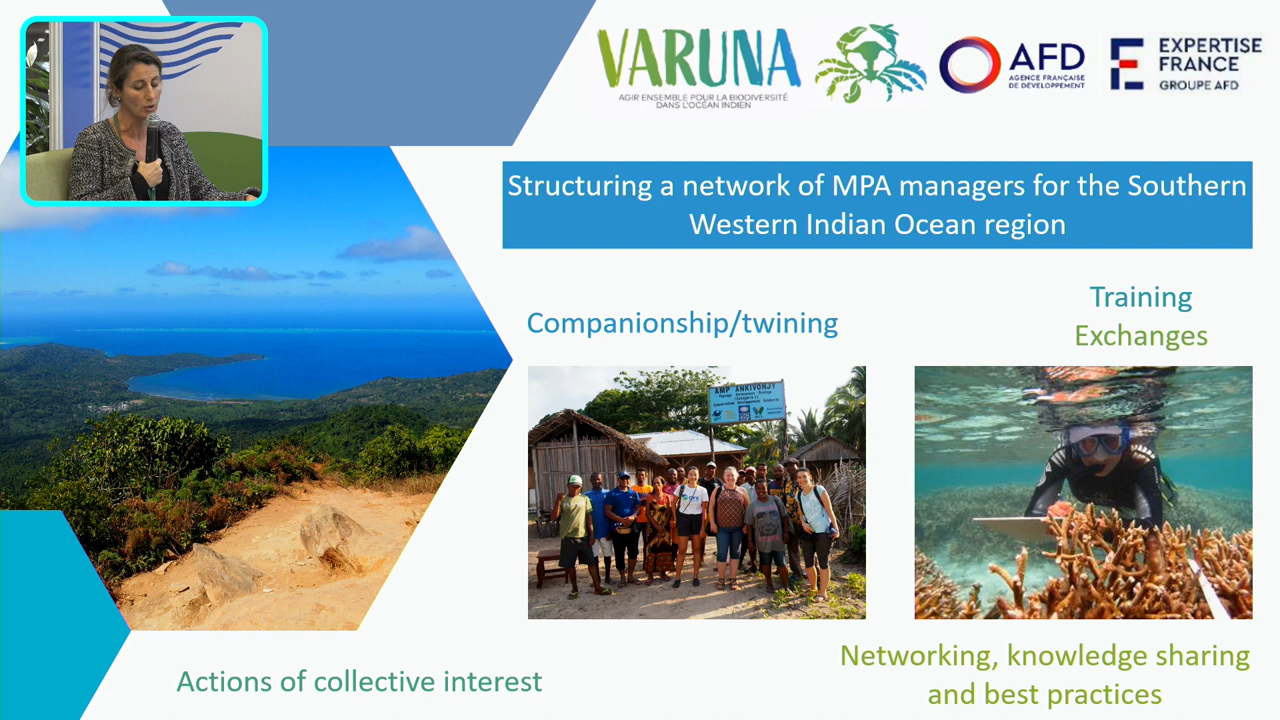 VARUNA
AGIR ENSEMBLE POUR LA BIODIVERSITÉ
DANS L'OCÉAN INDIEN
AFD
AGENCE FRANÇAISE
DE DÉVELOPPEMENT
EXPERTISE
FRANCE
GROUPE AFD
Structuring a network of MPA managers for the Southern
Western Indian Ocean region
Companionship/twining
Training
Exchanges
AMP ANKIVONJY
Actions of collective interest
Networking, knowledge sharing
and best practices